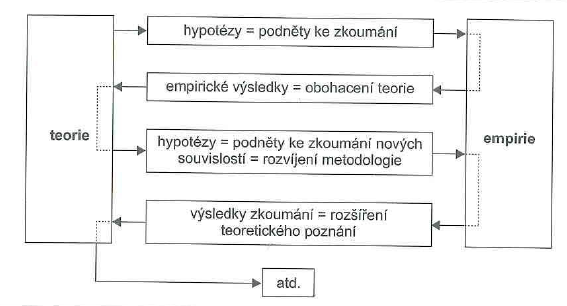 hypotézy = podněty ke zkoumání
empirické výsledky = obohacení teorie
teorie
empirie
hypotézy = podněty ke zkoumání nových
souvislostí = rozvíjení metodologie
výsledky zkoumání = rozšíření
teoretického poznání
atd.